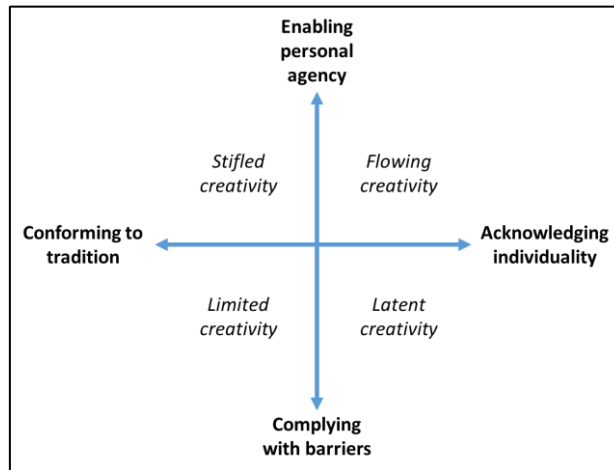 Enabling
personal
agency
Stifled
creativity
Flowing
creativity
Conforming to
tradition
Acknowledging
individuality
Limited
creativity
Latent
creativity
Complying
with barriers